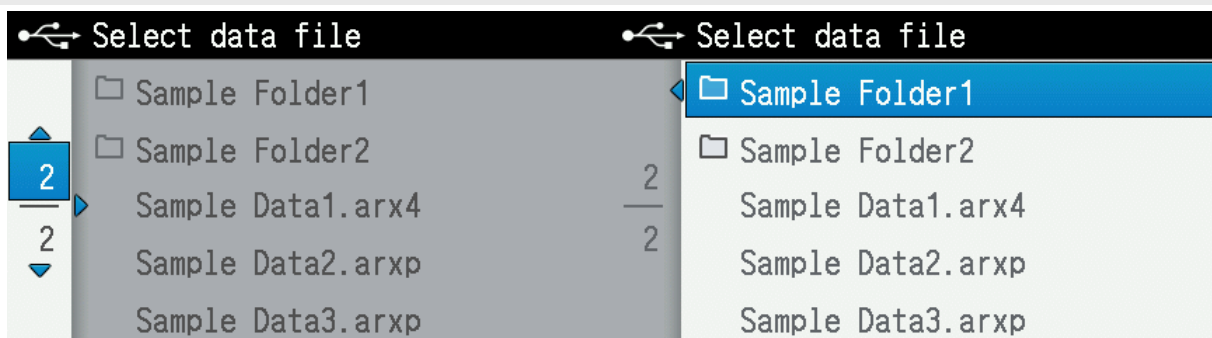 Select data file
Sample Folder1
Sample Folder2
Sample Data1.arx4
Sample Data2.arxp
Sample Data3.arxp
2
2
Select data file
Sample Folder1
Sample Folder2
Sample Data1.arx4
Sample Data2.arxp
Sample Data3.arxp
2
2